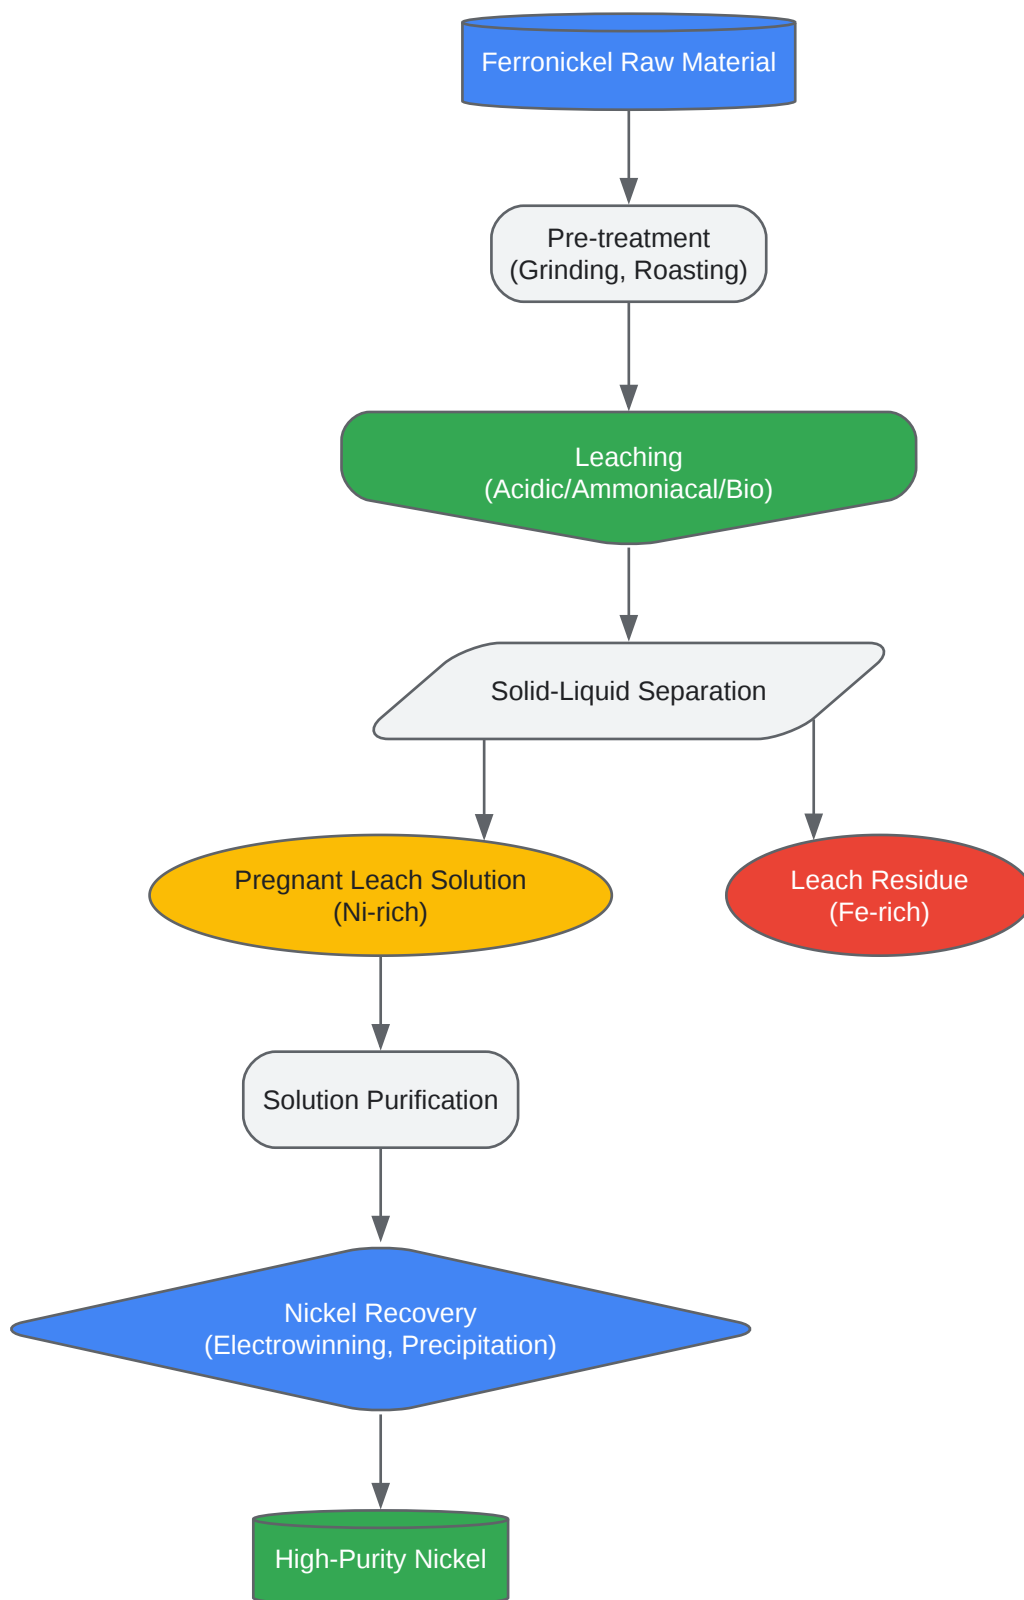 Ferronickel Raw Material
Pre-treatment
(Grinding, Roasting)
Leaching
(Acidic/Ammoniacal/Bio)
Solid-Liquid Separation
Pregnant Leach Solution
(Ni-rich)
Leach Residue
(Fe-rich)
Solution Purification
Nickel Recovery
(Electrowinning, Precipitation)
High-Purity Nickel